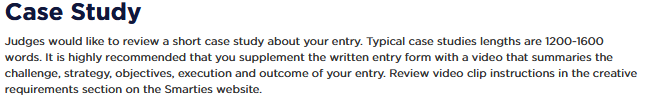 Case Study
Judges would like to review a short case study about your entry. Typical case studies lengths are 1200-1600
words. It is highly recommended that you supplement the written entry form with a video that summaries the
challenge, strategy, objectives, execution and outcome of your entry. Review video clip instructions in the creative
requirements section on the Smarties website.